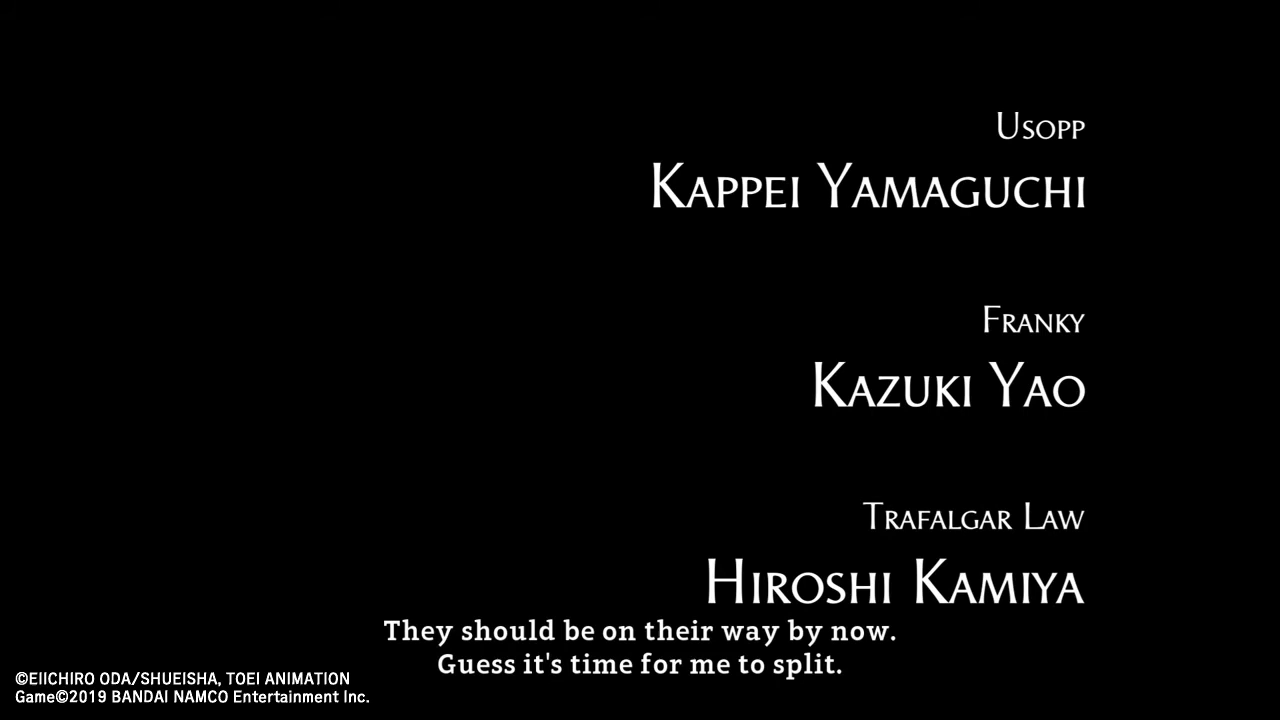 Usopp
Kappei Yamaguchi
Franky
Kazuki Yao
Trafalgar Law
Hiroshi Kamiya
They should be on their way by now.
Guess it's time for me to split.
©EIICHIRO ODA/SHUEISHA, TOEI ANIMATION
Game©2019 BANDAI NAMCO Entertainment Inc.